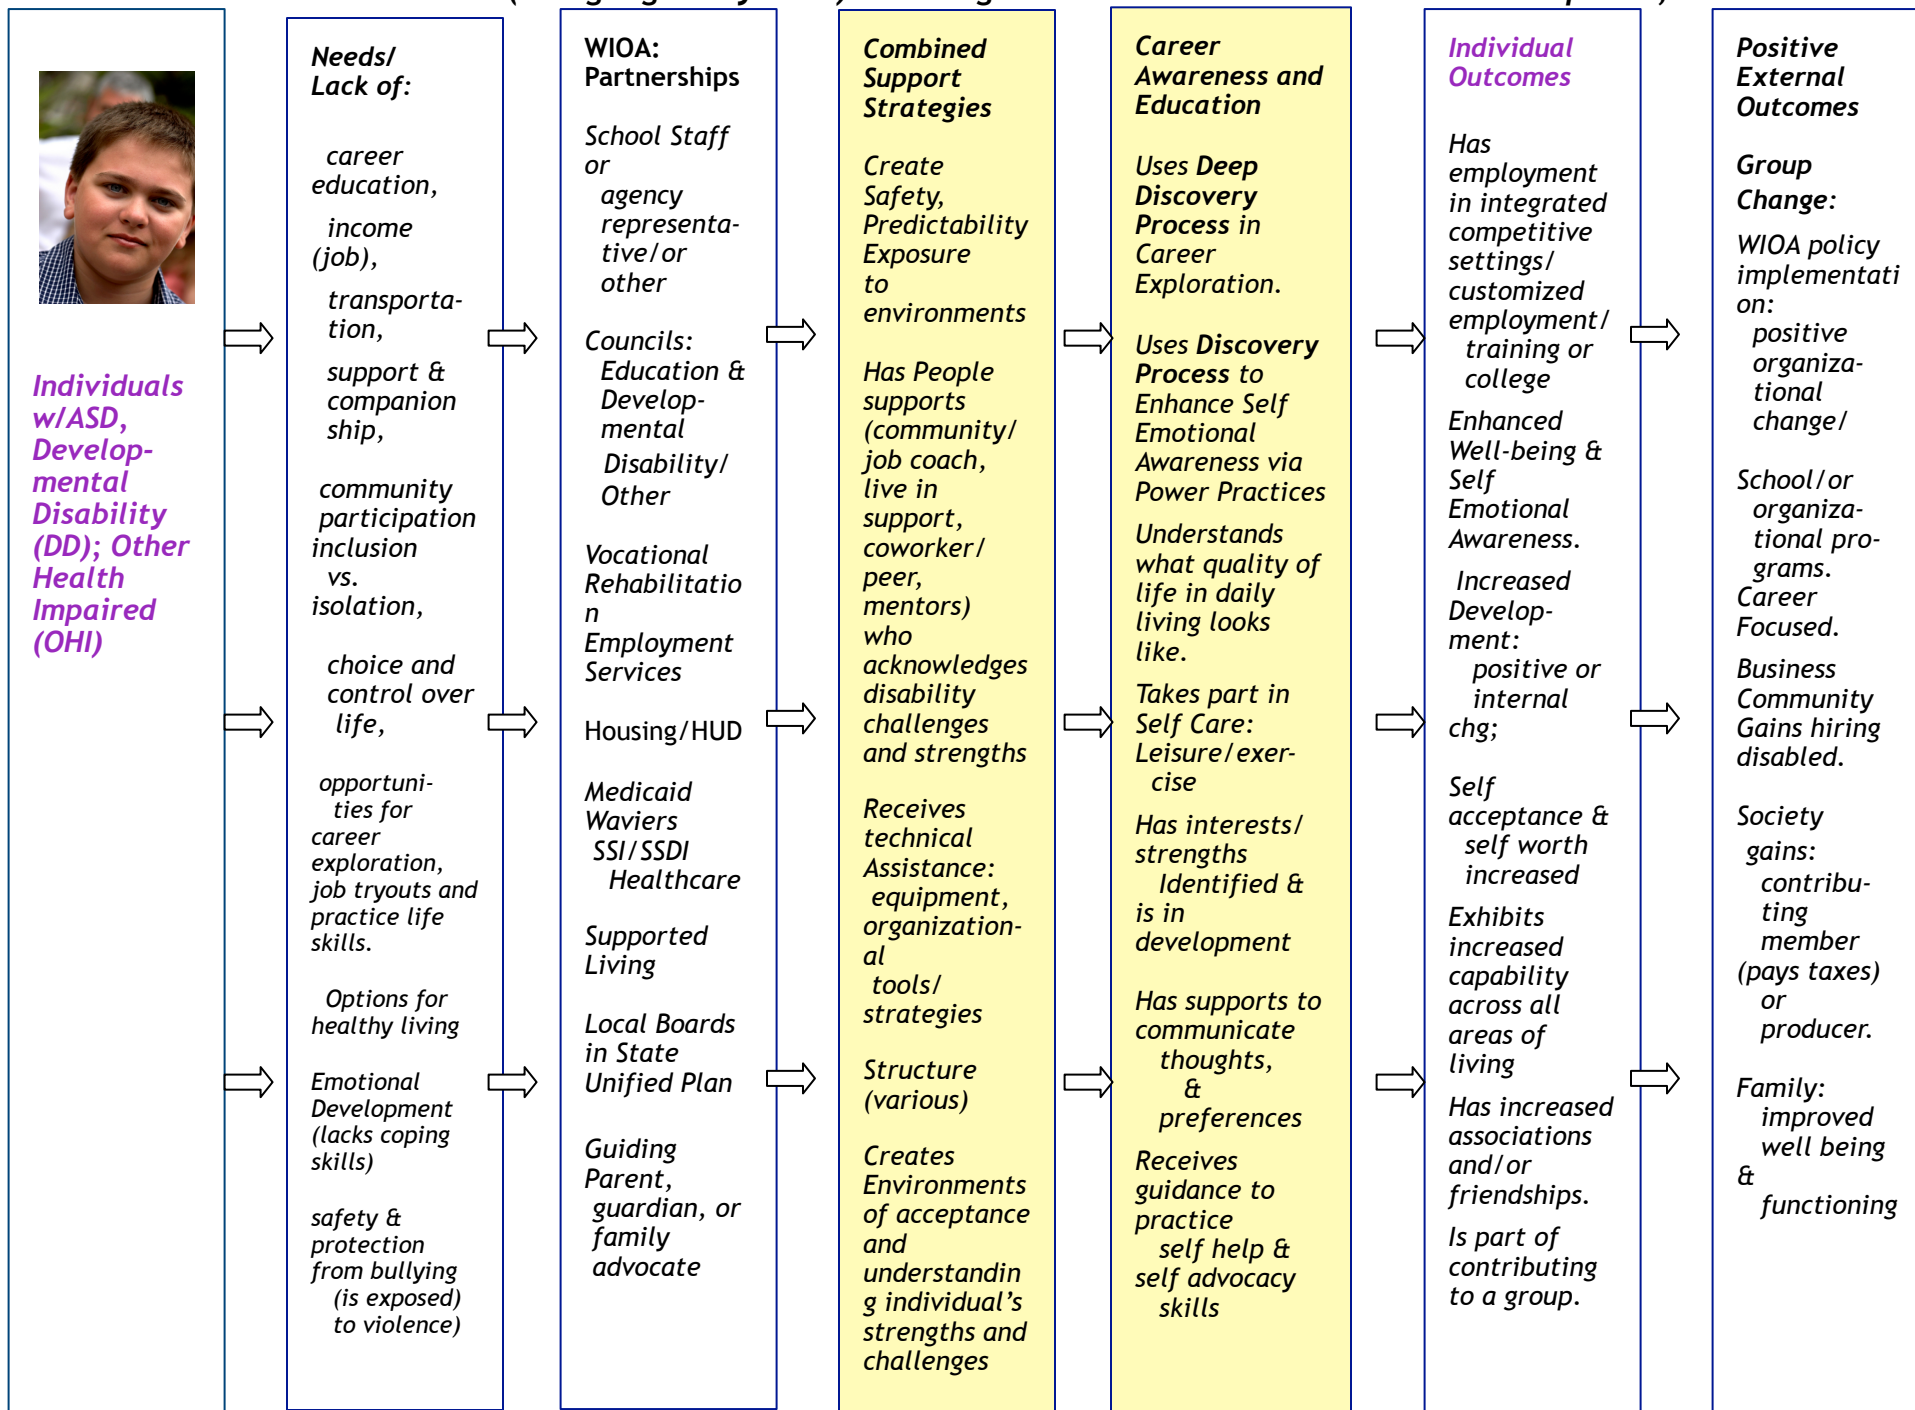 Individuals
w/ASD,
Develop-
mental
Disability
(DD); Other
Health
Impaired
(OHI)
Needs/
Lack of:
career
education,
income
(job),
transporta-
tion,
support &
companion
ship,
community
participation
inclusion
vs.
isolation,
choice and
control over
life,
opportuni-
ties for
career
exploration,
job tryouts and
practice life
skills.
Options for
healthy living
Emotional
Development
(lacks coping
skills)
safety &
protection
from bullying
(is exposed)
to violence)
WIOA:
Partnerships
School Staff
or
agency
representa-
tive/or
other
Councils:
Education &
Develop-
mental
Disability/
Other
Vocational
Rehabilitatio
n
Employment
Services
Housing/HUD
Medicaid
Waviers
SSI/SSDI
Healthcare
Supported
Living
Local Boards
in State
Unified Plan
Guiding
Parent,
guardian, or
family
advocate
Combined
Support
Strategies
Create
Safety,
Predictability
Exposure
to
environments
Has People
supports
(community/
job coach,
live in
support,
coworker/
peer,
mentors)
who
acknowledges
disability
challenges
and strengths
Receives
technical
Assistance:
equipment,
organization-
al
tools/
strategies
Structure
(various)
Creates
Environments
of acceptance
and
understandin
g individual's
strengths and
challenges
Career
Awareness and
Education
Uses Deep
Discovery
Process in
Career
Exploration.
Uses Discovery
Process to
Enhance Self
Emotional
Awareness via
Power Practices
Understands
what quality of
life in daily
living looks
like.
Takes part in
Self Care:
Leisure/exer-
cise
Has interests/
strengths
Identified &
is in
development
Has supports to
communicate
thoughts,
&
preferences
Receives
guidance to
practice
self help &
self advocacy
skills
Individual
Outcomes
Has
employment
in integrated
competitive
settings/
customized
employment/
training or
college
Enhanced
Well-being &
Self
Emotional
Awareness.
Increased
Develop-
ment:
positive or
internal
chg;
Self
acceptance &
self worth
increased
Exhibits
increased
capability
across all
areas of
living
Has increased
associations
and/or
friendships.
Is part of
contributing
to a group.
Positive
External
Outcomes
Group
Change:
WIOA policy
implementati
on:
positive
organiza-
tional
change/
School/or
organiza-
tional pro-
grams.
Career
Focused.
Business
Community
Gains hiring
disabled.
Society
gains:
contribu-
ting
member
(pays taxes)
or
producer.
Family:
improved
well being
&
functioning